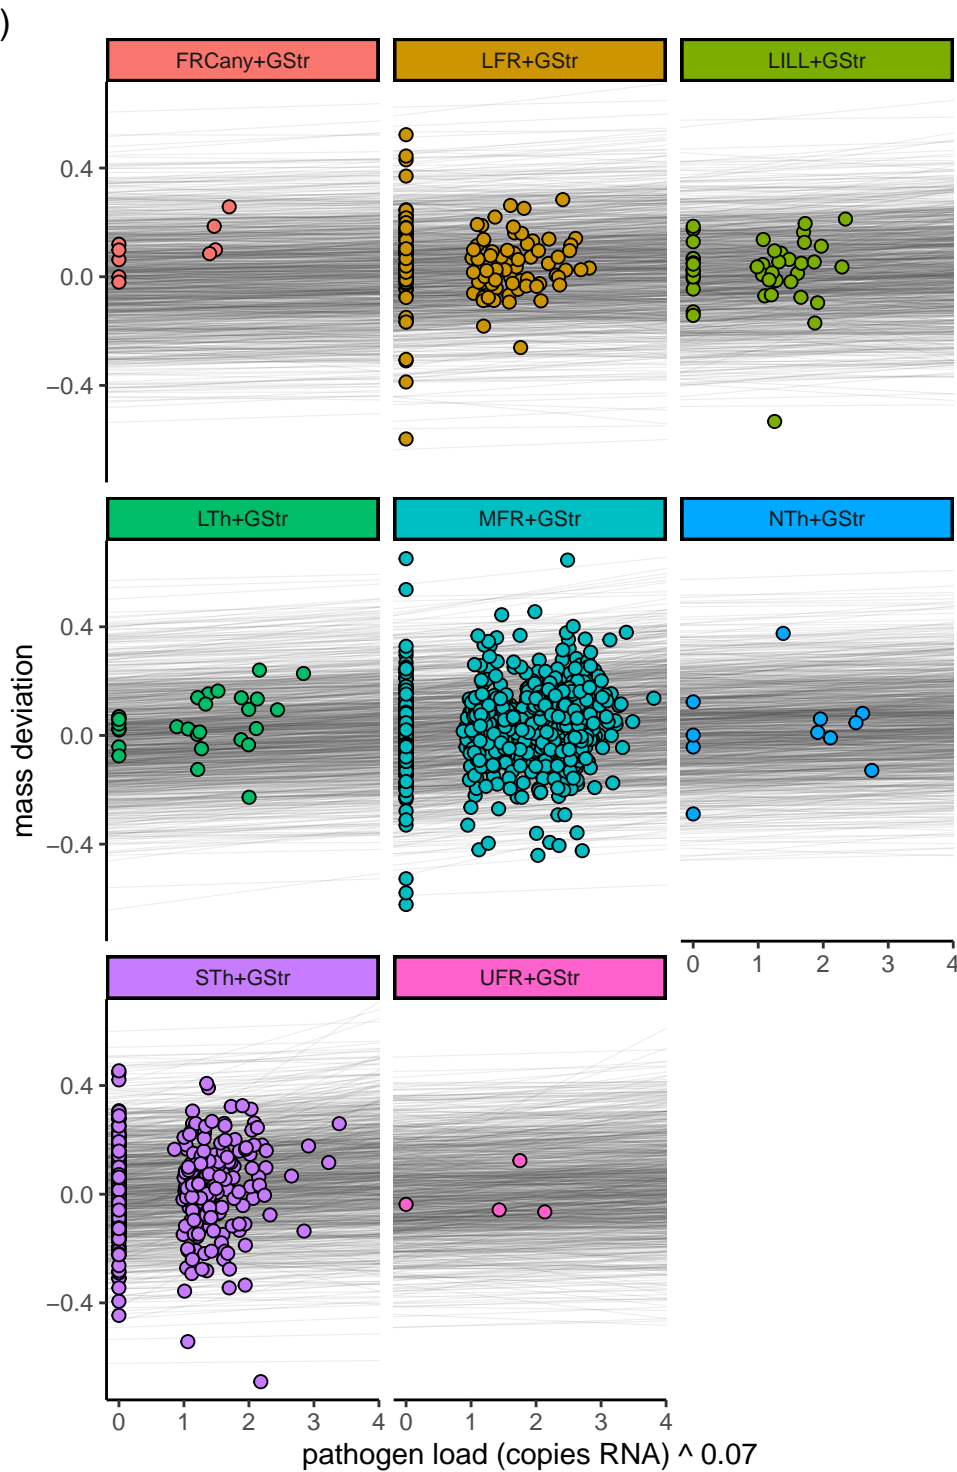 )
FRCany+GStr LFR+GStr LILL+GStr
0.4
0.0
−0.4
LTh+GStr MFR+GStr NTh+GStr
0.4
0.0
−0.4
0 1 2 3 4
STh+GStr UFR+GStr
0.4
0.0
−0.4
0 1 2 3 4 0 1 2 3 4
mass deviation
pathogen load (copies RNA) ^ 0.07